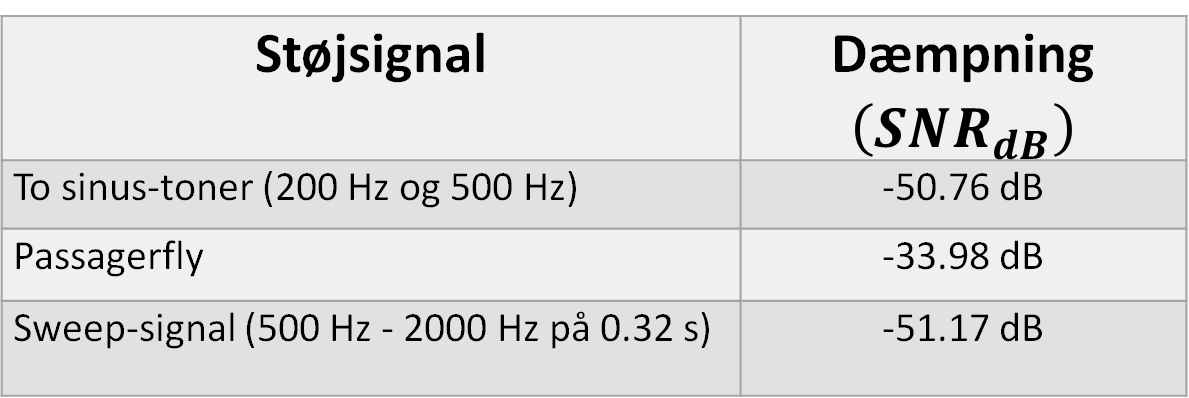 Støjsignal
Dæmpning
(SNR_dB)
To sinus-toner (200 Hz og 500 Hz)
-50.76 dB
Passagerfly
-33.98 dB
Sweep-signal (500 Hz - 2000 Hz på 0.32 s)
-51.17 dB